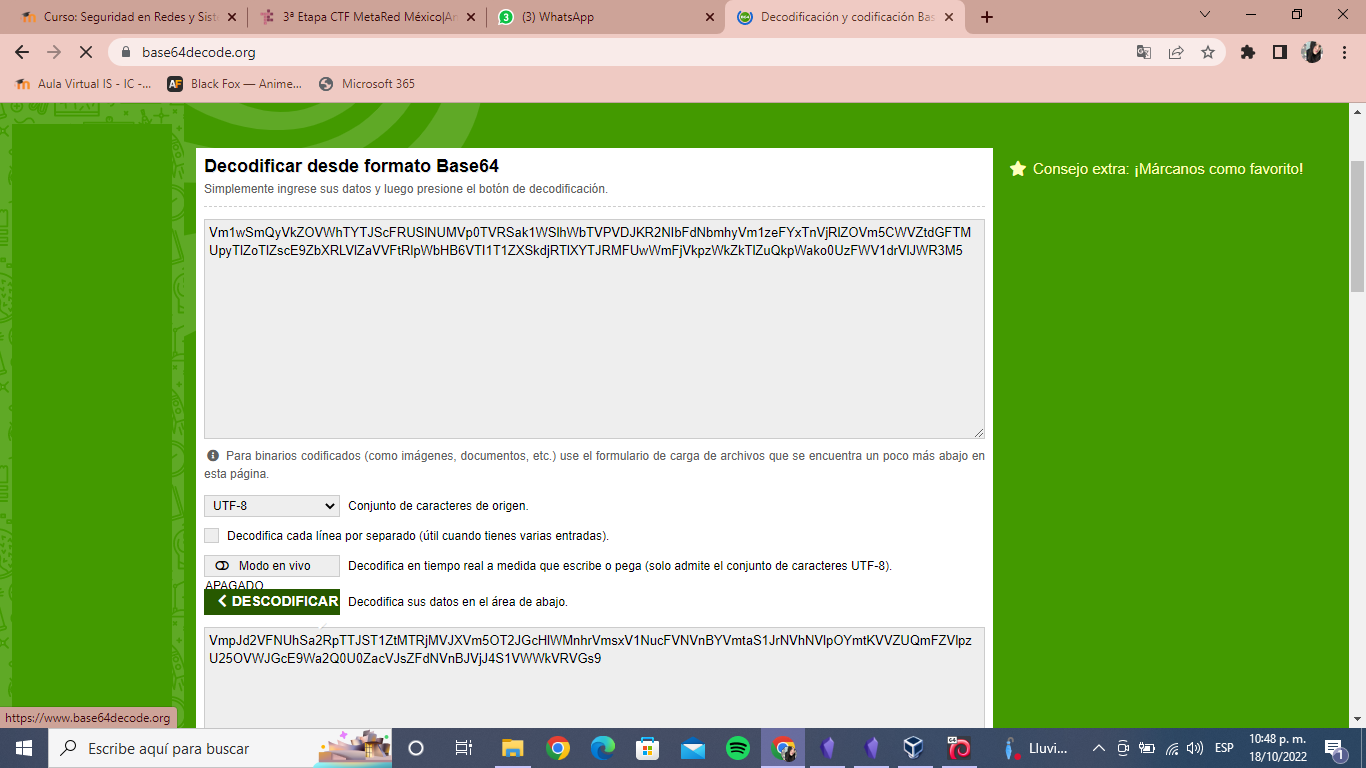 Curso: Seguridad en Redes y Sist
3ª Etapa CTF MetaRed México|An
(3) WhatsApp
Decodificación y codificación Bas
base64decode.org
Aula Virtual IS - IC -...
Black Fox — Anime...
Microsoft 365
Decodificar desde formato Base64
Simplemente ingrese sus datos y luego presione el botón de decodificación.
Consejo extra: ¡Márcanos como favorito!
Para binarios codificados (como imágenes, documentos, etc.) use el formulario de carga de archivos que se encuentra un poco más abajo en
esta página.
UTF-8 Conjunto de caracteres de origen.
Decodifica cada línea por separado (útil cuando tienes varias entradas).
Modo en vivo Decodifica en tiempo real a medida que escribe o pega (solo admite el conjunto de caracteres UTF-8).
APAGADO
DESCODIFICAR Decodifica sus datos en el área de abajo.
https://www.base64decode.org
Escribe aquí para buscar
Lluvi...
ESP
10:48 p. m.
18/10/2022
1